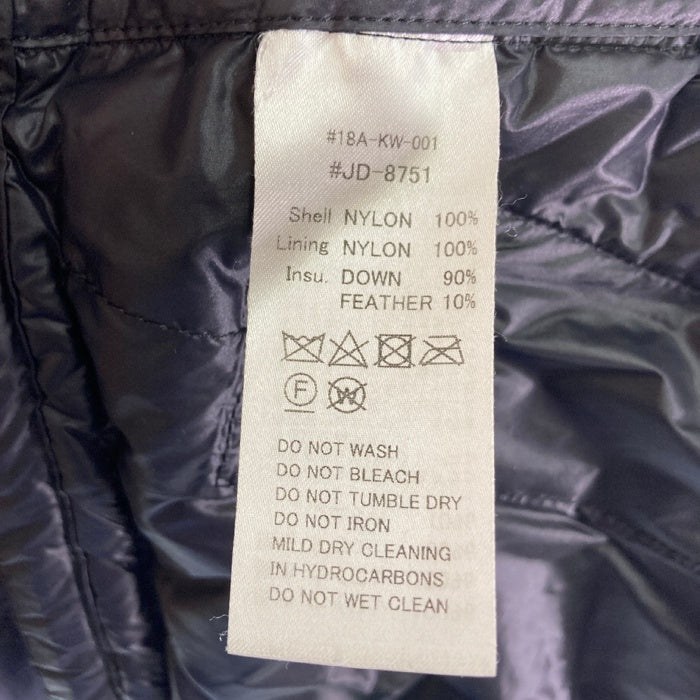 #18A-KW-001
#JD-8751
Shell NYLON 100%
Lining NYLON 100%
Insu. DOWN 90%
FEATHER 10%
F W
DO NOT WASH
DO NOT BLEACH
DO NOT TUMBLE DRY
DO NOT IRON
MILD DRY CLEANING
IN HYDROCARBONS
DO NOT WET CLEAN